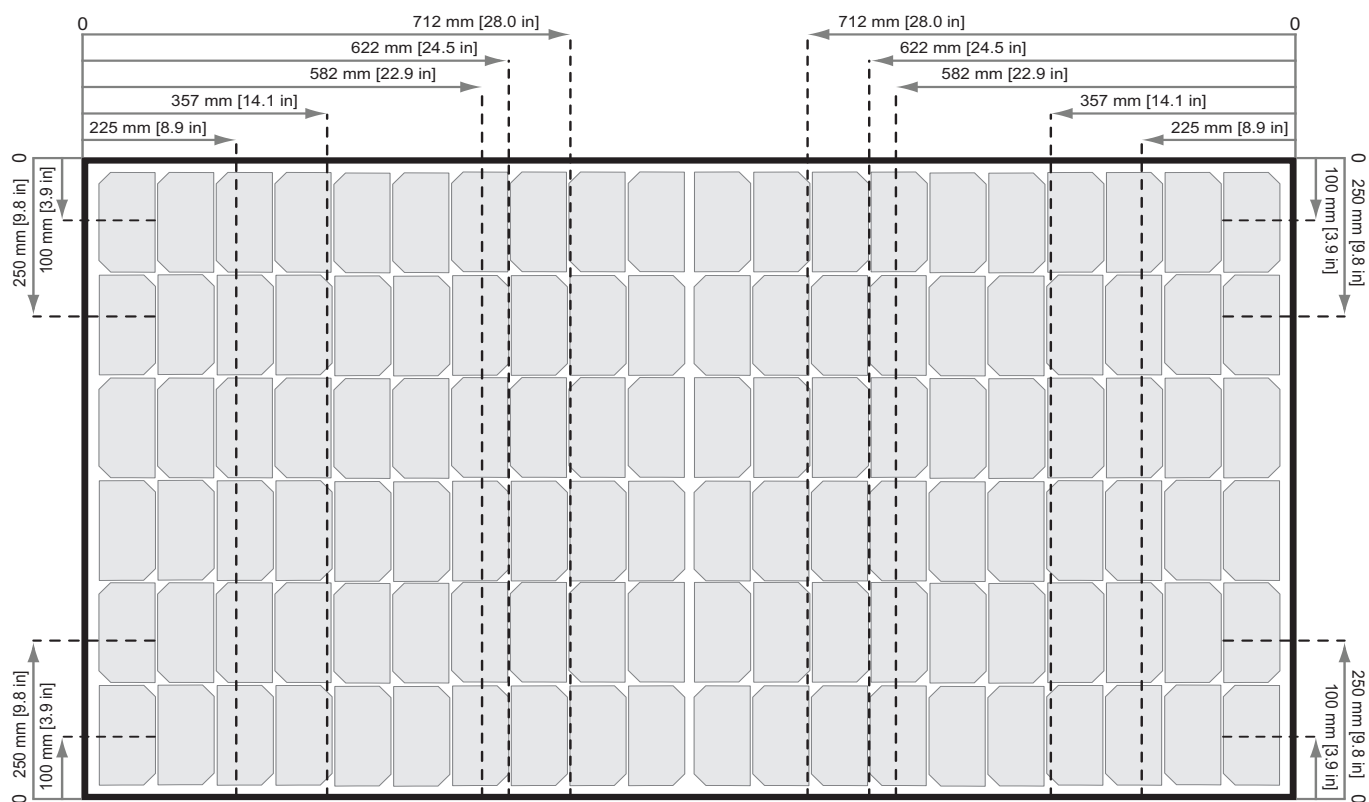 0
0
712 mm [28.0 in]
712 mm [28.0 in]
622 mm [24.5 in]
622 mm [24.5 in]
582 mm [22.9 in]
582 mm [22.9 in]
357 mm [14.1 in]
357 mm [14.1 in]
225 mm [8.9 in]
225 mm [8.9 in]
0
250 mm [9.8 in]
100 mm [3.9 in]
100 mm [3.9 in]
250 mm [9.8 in]
0
250 mm [9.8 in]
100 mm [3.9 in]
0
100 mm [3.9 in]
250 mm [9.8 in]
0